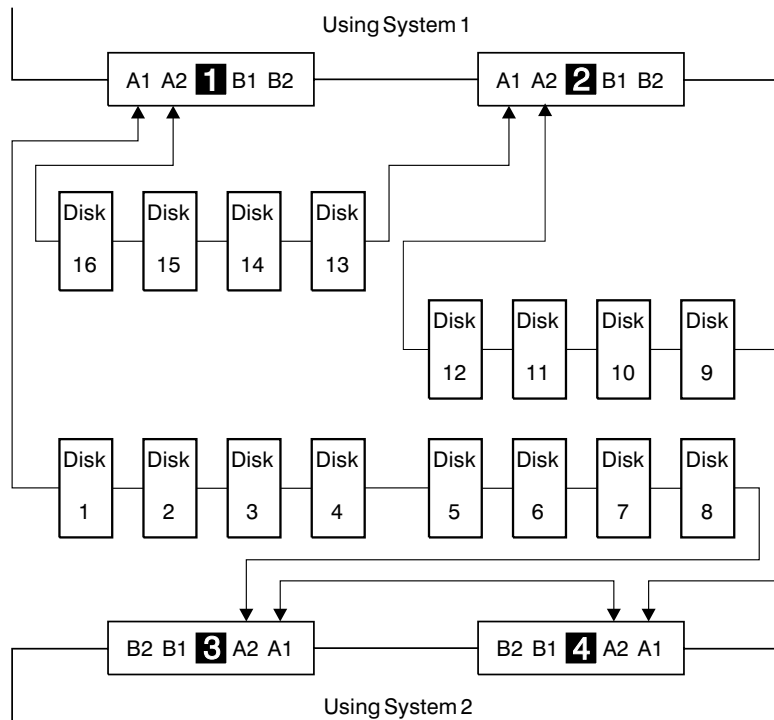 Using System 1
A1 A2 1 B1 B2
A1 A2 2 B1 B2
Disk 16
Disk 15
Disk 14
Disk 13
Disk 12
Disk 11
Disk 10
Disk 9
Disk 1
Disk 2
Disk 3
Disk 4
Disk 5
Disk 6
Disk 7
Disk 8
B2 B1 3 A2 A1
B2 B1 4 A2 A1
Using System 2